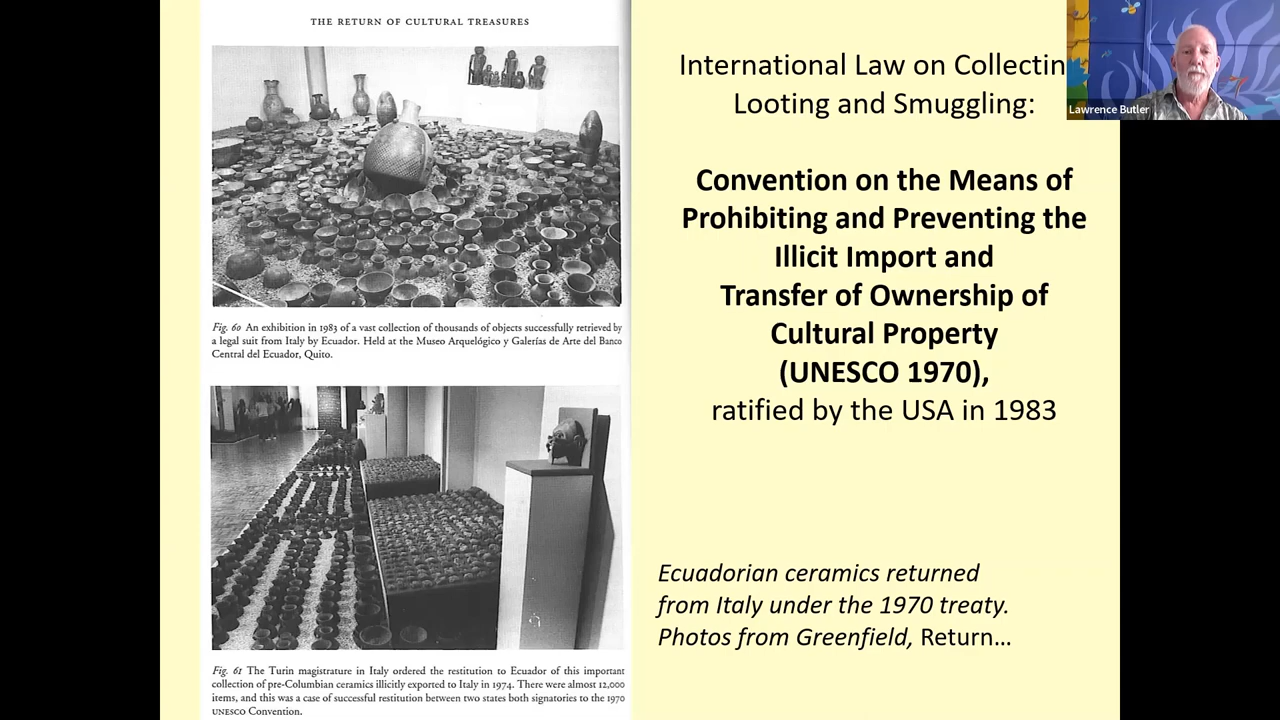 THE RETURN OF CULTURAL TREASURES
Fig. 60 An exhibition in 1983 of a vast collection of thousands of objects successfully retrieved by
a legal suit from Italy by Ecuador. Held at the Museo Arquelógico y Galerías de Arte del Banco
Central del Ecuador, Quito.
Fig. 61 The Turin magistrature in Italy ordered the restitution to Ecuador of this important
collection of pre-Columbian ceramics illicitly exported to Italy in 1974. There were almost 12,000
items, and this was a case of successful restitution between two states both signatories to the 1970
UNESCO Convention.
International Law on Collectin
Looting and Smuggling:
Convention on the Means of
Prohibiting and Preventing the
Illicit Import and
Transfer of Ownership of
Cultural Property
(UNESCO 1970),
ratified by the USA in 1983
Ecuadorian ceramics returned
from Italy under the 1970 treaty.
Photos from Greenfield, Return…
Lawrence Butler